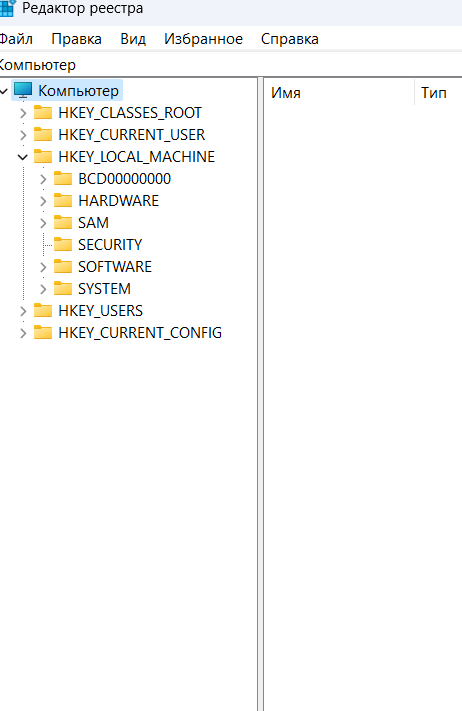 Редактор реестра
Файл Правка Вид Избранное Справка
Компьютер
Имя Тип
Компьютер
HKEY_CLASSES_ROOT
HKEY_CURRENT_USER
HKEY_LOCAL_MACHINE
BCD00000000
HARDWARE
SAM
SECURITY
SOFTWARE
SYSTEM
HKEY_USERS
HKEY_CURRENT_CONFIG